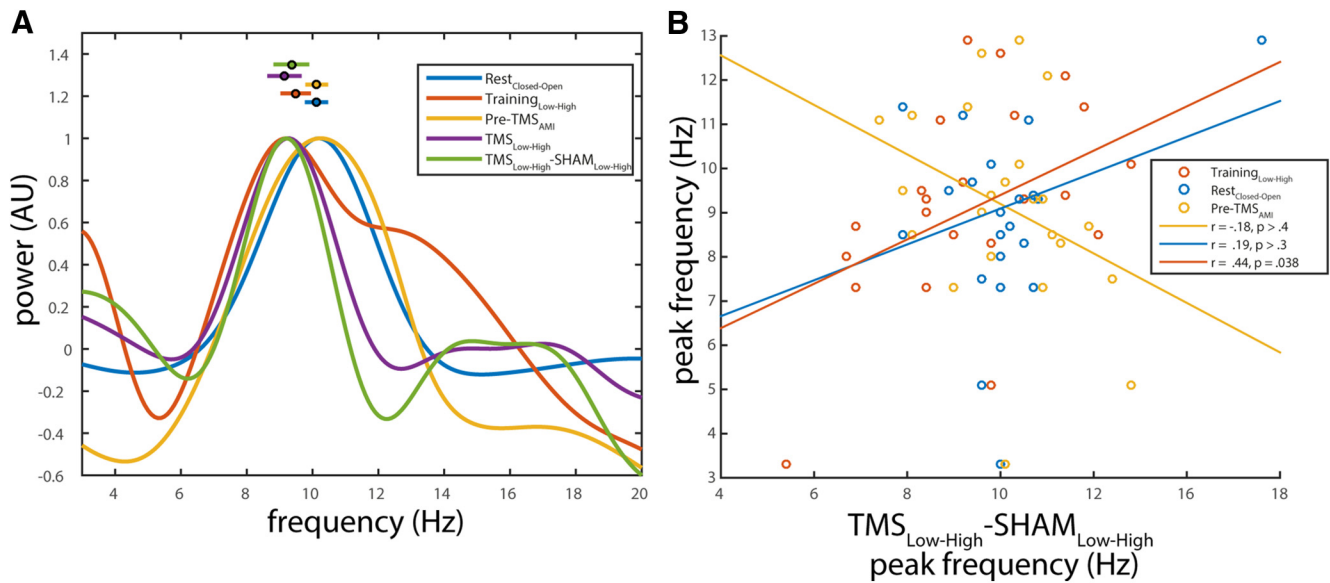 A
power (AU)
1.4
1.2
1
0.8
0.6
0.4
0.2
0
-0.2
-0.4
-0.6
4 6 8 10 12 14 16 18 20
frequency (Hz)
Rest Closed-Open
Training Low-High
Pre-TMS AMI
TMS Low-High
TMS Low-High-SHAM Low-High
B
peak frequency (Hz)
13
12
11
10
9
8
7
6
5
4
3
4 6 8 10 12 14 16 18
TMS Low-High-SHAM Low-High
peak frequency (Hz)
Training Low-High
Rest Closed-Open
Pre-TMS AMI
r = -.18, p > .4
r = .19, p > .3
r = .44, p = .038